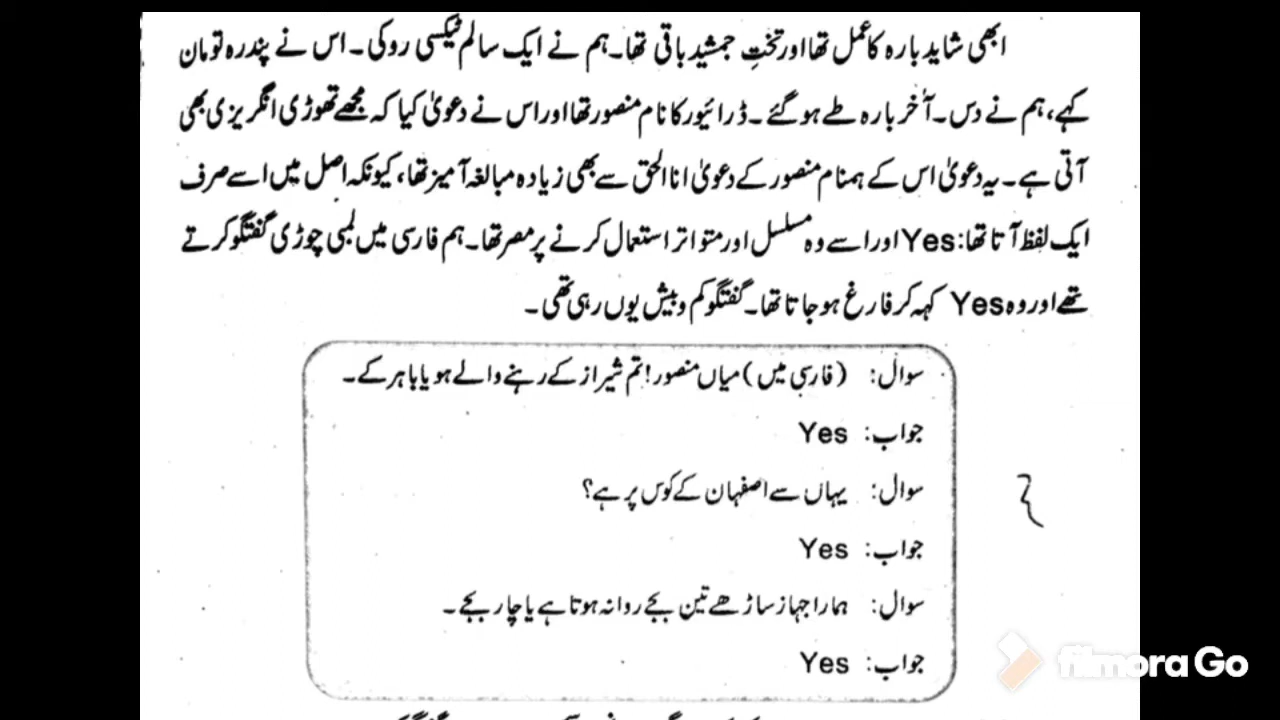 ابھی شاید بارہ کا عمل تھا اور تختِ جمشید باقی تھا۔ ہم نے ایک سالم ٹیکسی روکی۔ اس نے پندرہ تومان
کہے، ہم نے دس۔ آخر بارہ طے ہو گئے۔ ڈرائیور کا نام منصور تھا اور اس نے دعویٰ کیا کہ مجھے تھوڑی انگریزی بھی
آتی ہے۔ یہ دعویٰ اس کے ہمنام منصور کے دعویٰ انا الحق سے بھی زیادہ مبالغہ آمیز تھا، کیونکہ اصل میں اسے صرف
ایک لفظ آتا تھا: Yes اور اسے وہ مسلسل اور متواتر استعمال کرنے پر مصر تھا۔ ہم فارسی میں لمبی چوڑی گفتگو کرتے
تھے اور وہ Yes کہہ کر فارغ ہو جاتا تھا۔ گفتگو کم و بیش یوں رہی تھی۔
سوال: (فارسی میں) میاں منصور! تم شیراز کے رہنے والے ہو یا باہر کے۔
جواب: Yes
سوال: یہاں سے اصفہان کے کوس پر ہے؟
جواب: Yes
سوال: ہمارا جہاز ساڑھے تین بجے روانہ ہوتا ہے یا چار بجے۔
جواب: Yes
filmora Go